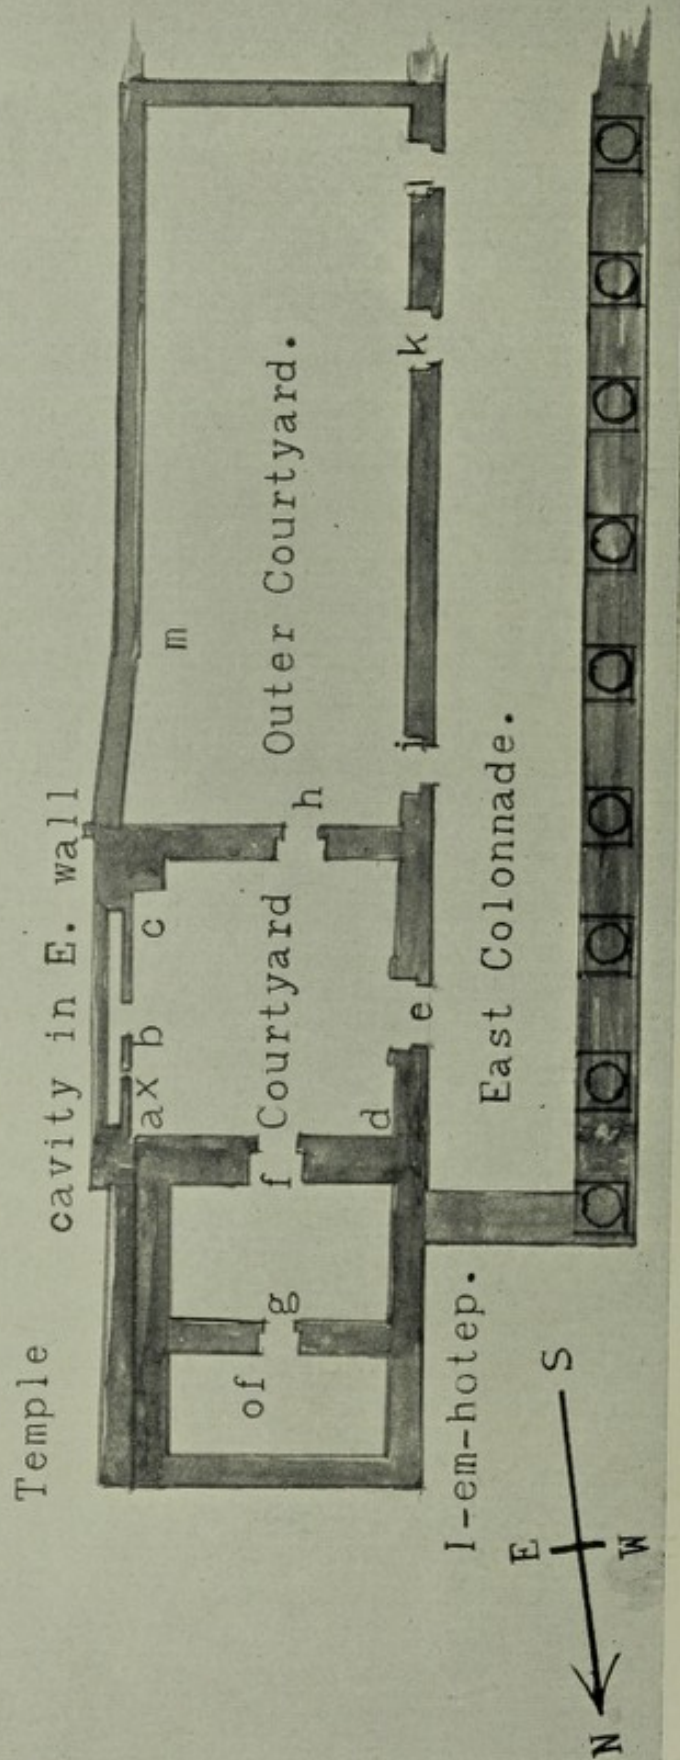 Temple
of
I-em-hotep.
cavity in E. wall
a x b
c
Courtyard
d
e
f
g
h
Outer Courtyard.
m
j
k
l
East Colonnade.
N
E
S
W